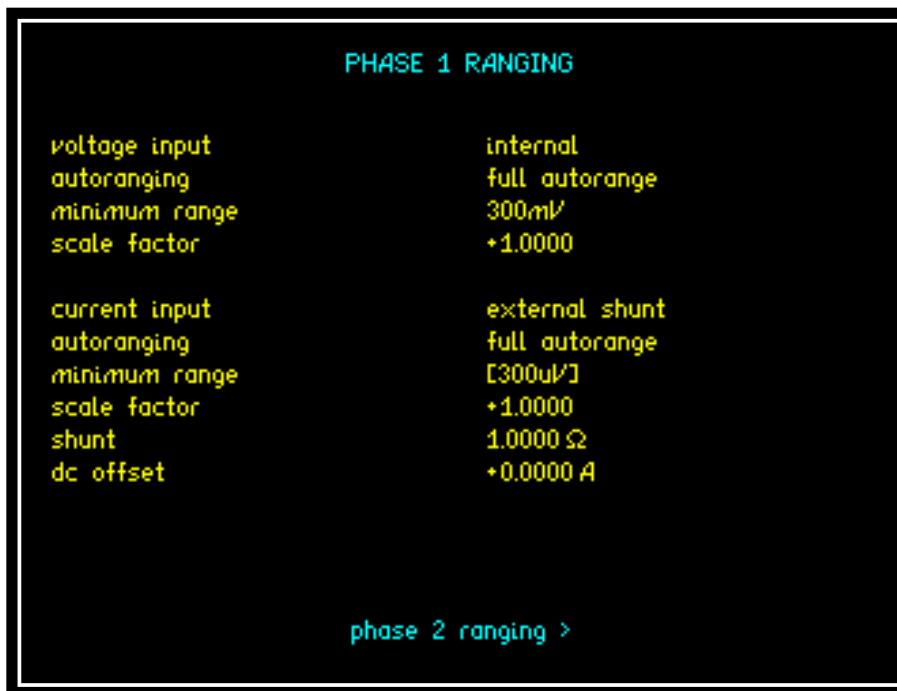 PHASE 1 RANGING
voltage input internal
autoranging full autorange
minimum range 300mV
scale factor +1.0000
current input external shunt
autoranging full autorange
minimum range [300uV]
scale factor +1.0000
shunt 1.0000 Ω
dc offset +0.0000 A
phase 2 ranging >